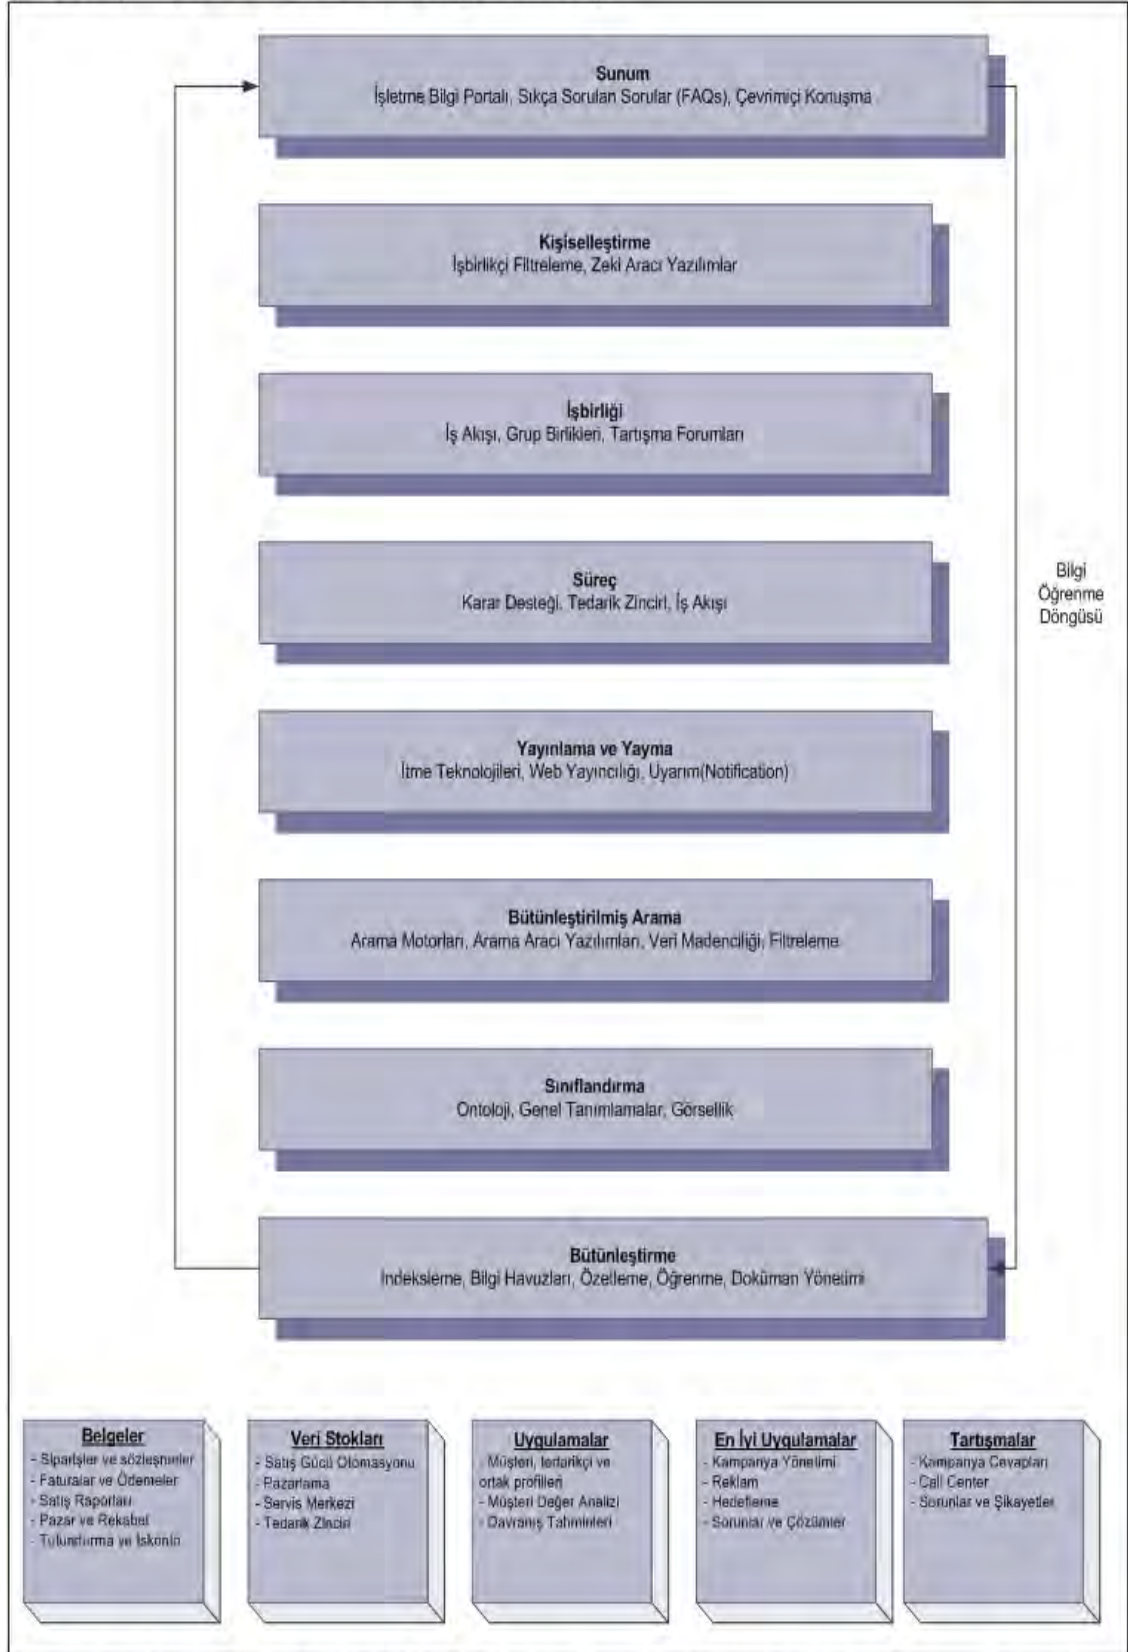 Sunum
İşletme Bilgi Portalı, Sıkça Sorulan Sorular (FAQs), Çevrimiçi Konuşma
Kişiselleştirme
İşbirlikçi Filtreleme, Zeki Aracı Yazılımlar
İşbirliği
İş Akışı, Grup Birlikleri, Tartışma Forumları
Süreç
Karar Desteği, Tedarik Zinciri, İş Akışı
Bilgi
Öğrenme
Döngüsü
Yayınlama ve Yayma
İtme Teknolojileri, Web Yayıncılığı, Uyarım(Notification)
Bütünleştirilmiş Arama
Arama Motorları, Arama Aracı Yazılımları, Veri Madenciliği, Filtreleme
Sınıflandırma
Ontoloji, Genel Tanımlamalar, Görsellik
Bütünleştirme
İndeksleme, Bilgi Havuzları, Özetleme, Öğrenme, Doküman Yönetimi
Belgeler
- Siparişler ve sözleşmeler
- Faturalar ve Ödemeler
- Satış Raporları
- Pazar ve Rekabet
- Tutundurma ve İskonto
Veri Stokları
- Satış Gücü Otomasyonu
- Pazarlama
- Servis Merkezi
- Tedarik Zinciri
Uygulamalar
- Müşteri, tedarikçi ve
ortak profilleri
- Müşteri Değer Analizi
- Davranış Tahminleri
En İyi Uygulamalar
- Kampanya Yönetimi
- Reklam
- Hedefleme
- Sorunlar ve Çözümler
Tartışmalar
- Kampanya Cevapları
- Call Center
- Sorunlar ve Şikayetler